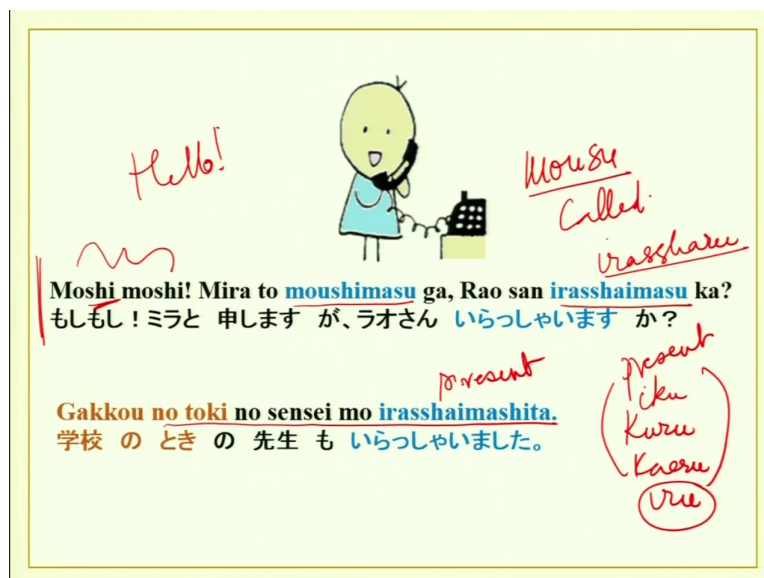 Hello!
mousu
Called.
irassharu
Moshi moshi! Mira to moushimasu ga, Rao san irasshaimasu ka?
もしもし！ミラと 申します が、ラオさん いらっしゃいます か？
present
Gakkou no toki no sensei mo irasshaimashita.
学校 の とき の 先生 も いらっしゃいました。
present
iku
Kuru
Kaeru